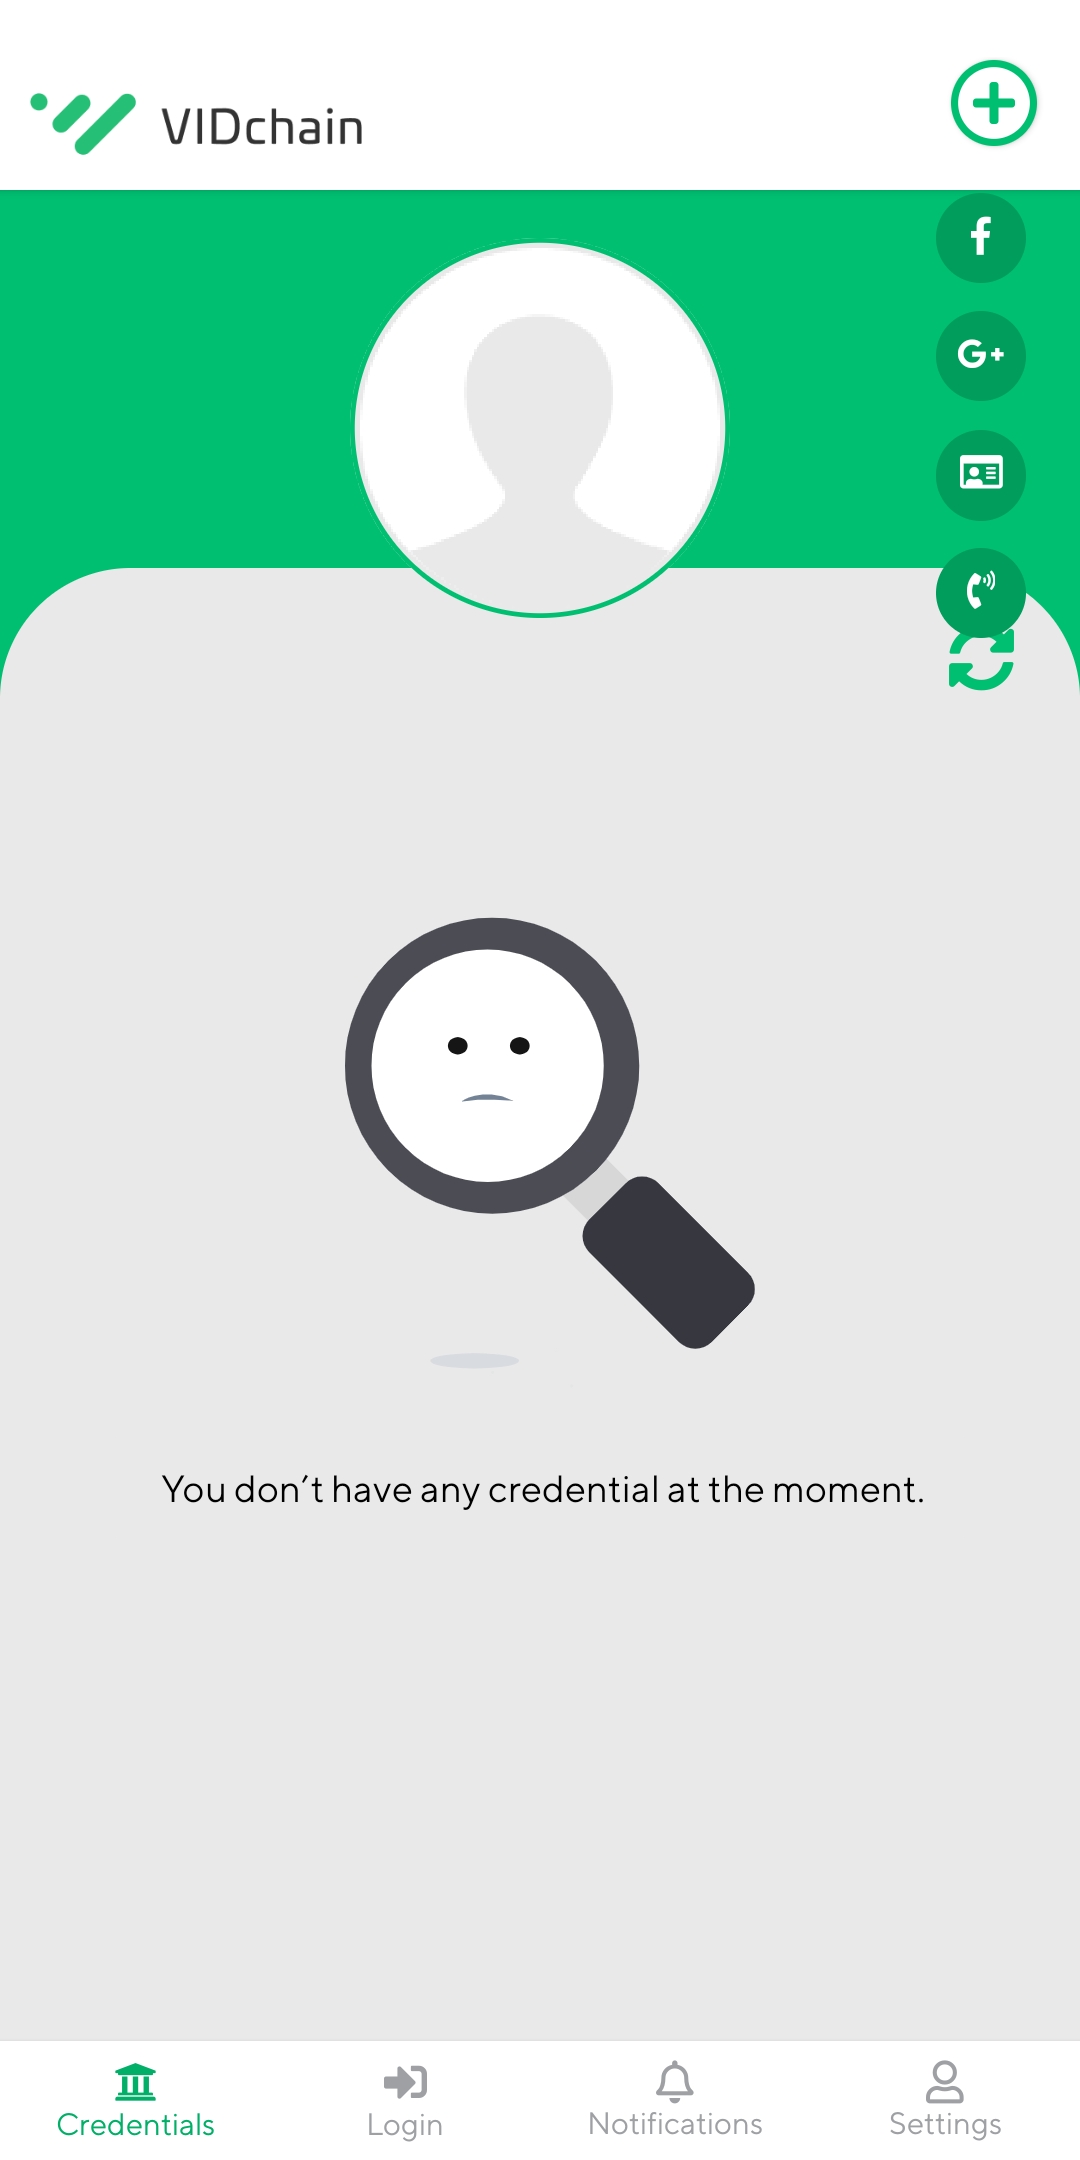 VIDchain
f
G+
You don't have any credential at the moment.
Credentials
Login
Notifications
Settings